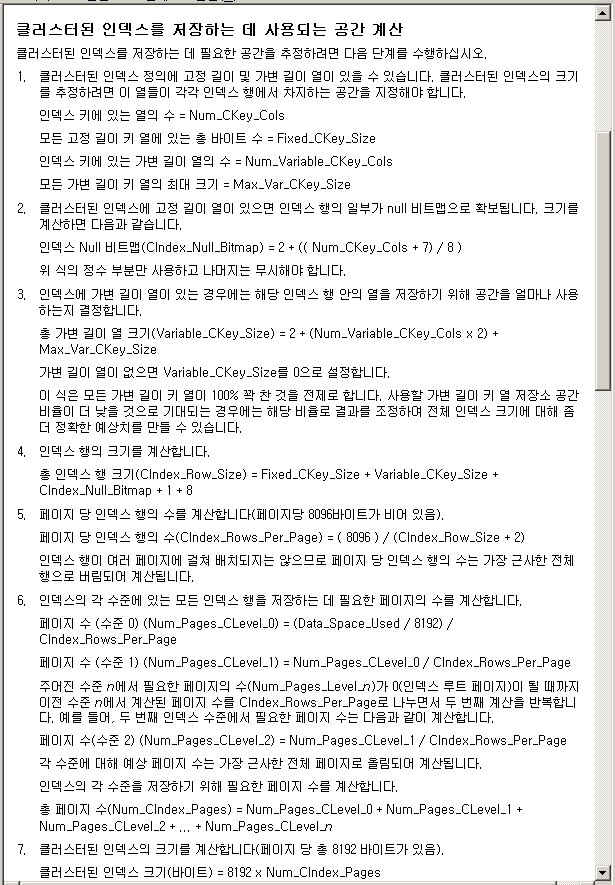 클러스터된 인덱스를 저장하는 데 사용되는 공간 계산
클러스터된 인덱스를 저장하는 데 필요한 공간을 추정하려면 다음 단계를 수행하십시오.
1. 클러스터된 인덱스 정의에 고정 길이 및 가변 길이 열이 있을 수 있습니다. 클러스터된 인덱스의 크기
를 추정하려면 이 열들이 각각 인덱스 행에서 차지하는 공간을 지정해야 합니다.
인덱스 키에 있는 열의 수 = Num_CKey_Cols
모든 고정 길이 키 열에 있는 총 바이트 수 = Fixed_CKey_Size
인덱스 키에 있는 가변 길이 열의 수 = Num_Variable_CKey_Cols
모든 가변 길이 키 열의 최대 크기 = Max_Var_CKey_Size
2. 클러스터된 인덱스에 고정 길이 열이 있으면 인덱스 행의 일부가 null 비트맵으로 확보됩니다. 크기를
계산하면 다음과 같습니다.
인덱스 Null 비트맵(CIndex_Null_Bitmap) = 2 + (( Num_CKey_Cols + 7) / 8 )
위 식의 정수 부분만 사용하고 나머지는 무시해야 합니다.
3. 인덱스에 가변 길이 열이 있는 경우에는 해당 인덱스 행 안의 열을 저장하기 위해 공간을 얼마나 사용
하는지 결정합니다.
총 가변 길이 열 크기(Variable_CKey_Size) = 2 + (Num_Variable_CKey_Cols x 2) +
Max_Var_CKey_Size
가변 길이 열이 없으면 Variable_CKey_Size를 0으로 설정합니다.
이 식은 모든 가변 길이 키 열이 100% 꽉 찬 것을 전제로 합니다. 사용할 가변 길이 키 열 저장소 공간
비율이 더 낮을 것으로 기대되는 경우에는 해당 비율로 결과를 조정하여 전체 인덱스 크기에 대해 좀
더 정확한 예상치를 만들 수 있습니다.
4. 인덱스 행의 크기를 계산합니다.
총 인덱스 행 크기(CIndex_Row_Size) = Fixed_CKey_Size + Variable_CKey_Size +
CIndex_Null_Bitmap + 1 + 8
5. 페이지 당 인덱스 행의 수를 계산합니다(페이지당 8096바이트가 비어 있음).
페이지 당 인덱스 행의 수(CIndex_Rows_Per_Page) = ( 8096 ) / (CIndex_Row_Size + 2)
인덱스 행이 여러 페이지에 걸쳐 배치되지는 않으므로 페이지 당 인덱스 행의 수는 가장 근사한 전체
행으로 버림되어 계산됩니다.
6. 인덱스의 각 수준에 있는 모든 인덱스 행을 저장하는 데 필요한 페이지의 수를 계산합니다.
페이지 수 (수준 0) (Num_Pages_CLevel_0) = (Data_Space_Used / 8192) /
CIndex_Rows_Per_Page
페이지 수 (수준 1) (Num_Pages_CLevel_1) = Num_Pages_CLevel_0 / CIndex_Rows_Per_Page
주어진 수준 n에서 필요한 페이지의 수(Num_Pages_Level_n)가 0(인덱스 루트 페이지)이 될 때까지
이전 수준 n에서 계산된 페이지 수를 CIndex_Rows_Per_Page로 나누면서 두 번째 계산을 반복합니
다. 예를 들어, 두 번째 인덱스 수준에서 필요한 페이지 수는 다음과 같이 계산합니다.
페이지 수(수준 2) (Num_Pages_CLevel_2) = Num_Pages_CLevel_1 / CIndex_Rows_Per_Page
각 수준에 대해 예상 페이지 수는 가장 근사한 전체 페이지로 올림되어 계산됩니다.
인덱스의 각 수준을 저장하기 위해 필요한 페이지 수를 계산합니다.
총 페이지 수(Num_CIndex_Pages) = Num_Pages_CLevel_0 + Num_Pages_CLevel_1 +
Num_Pages_CLevel_2 + ... + Num_Pages_CLevel_n
7. 클러스터된 인덱스의 크기를 계산합니다(페이지 당 총 8192 바이트가 있음).
클러스터된 인덱스 크기(바이트) = 8192 x Num_CIndex_Pages